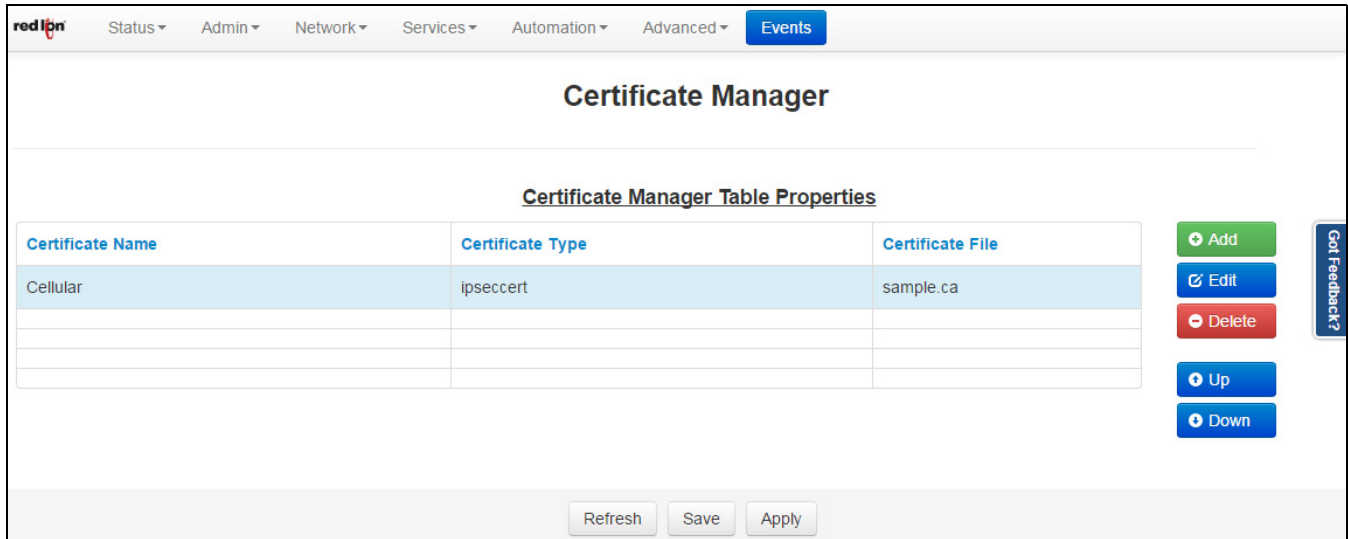 red lion Status Admin Network Services Automation Advanced Events
Certificate Manager
Certificate Manager Table Properties
Certificate Name Certificate Type Certificate File
Cellular ipseccert sample.ca
Add
Edit
Delete
Up
Down
Got Feedback?
Refresh Save Apply